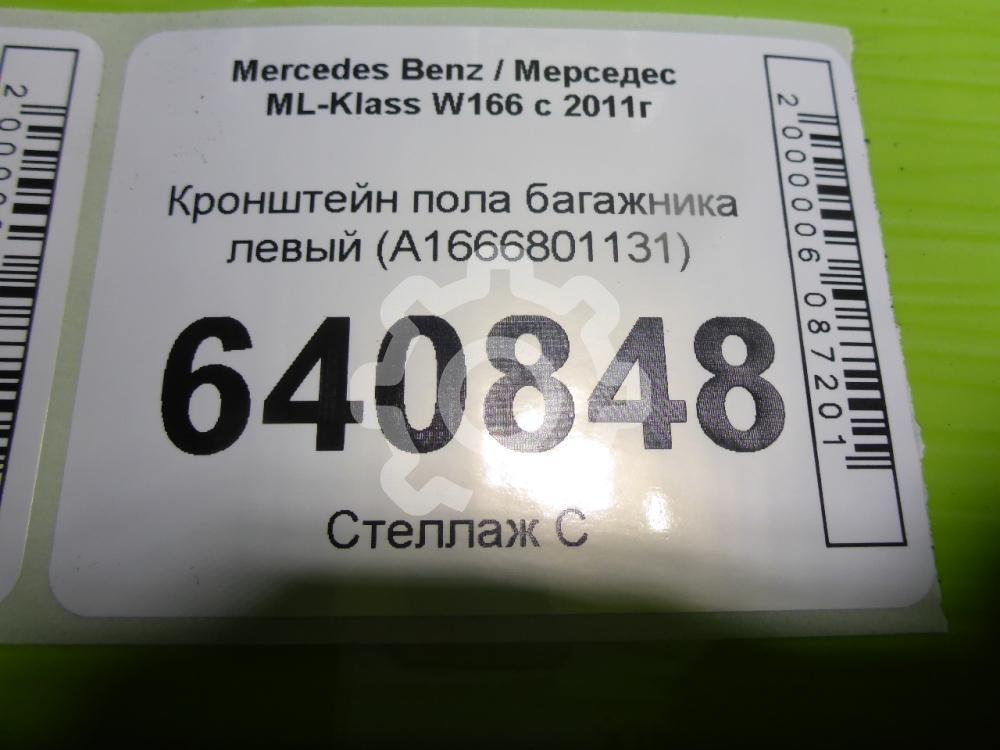 Mercedes Benz / Мерседес
ML-Klass W166 с 2011г
Кронштейн пола багажника
левый (A1666801131)
640848
Стеллаж С
2000006087201